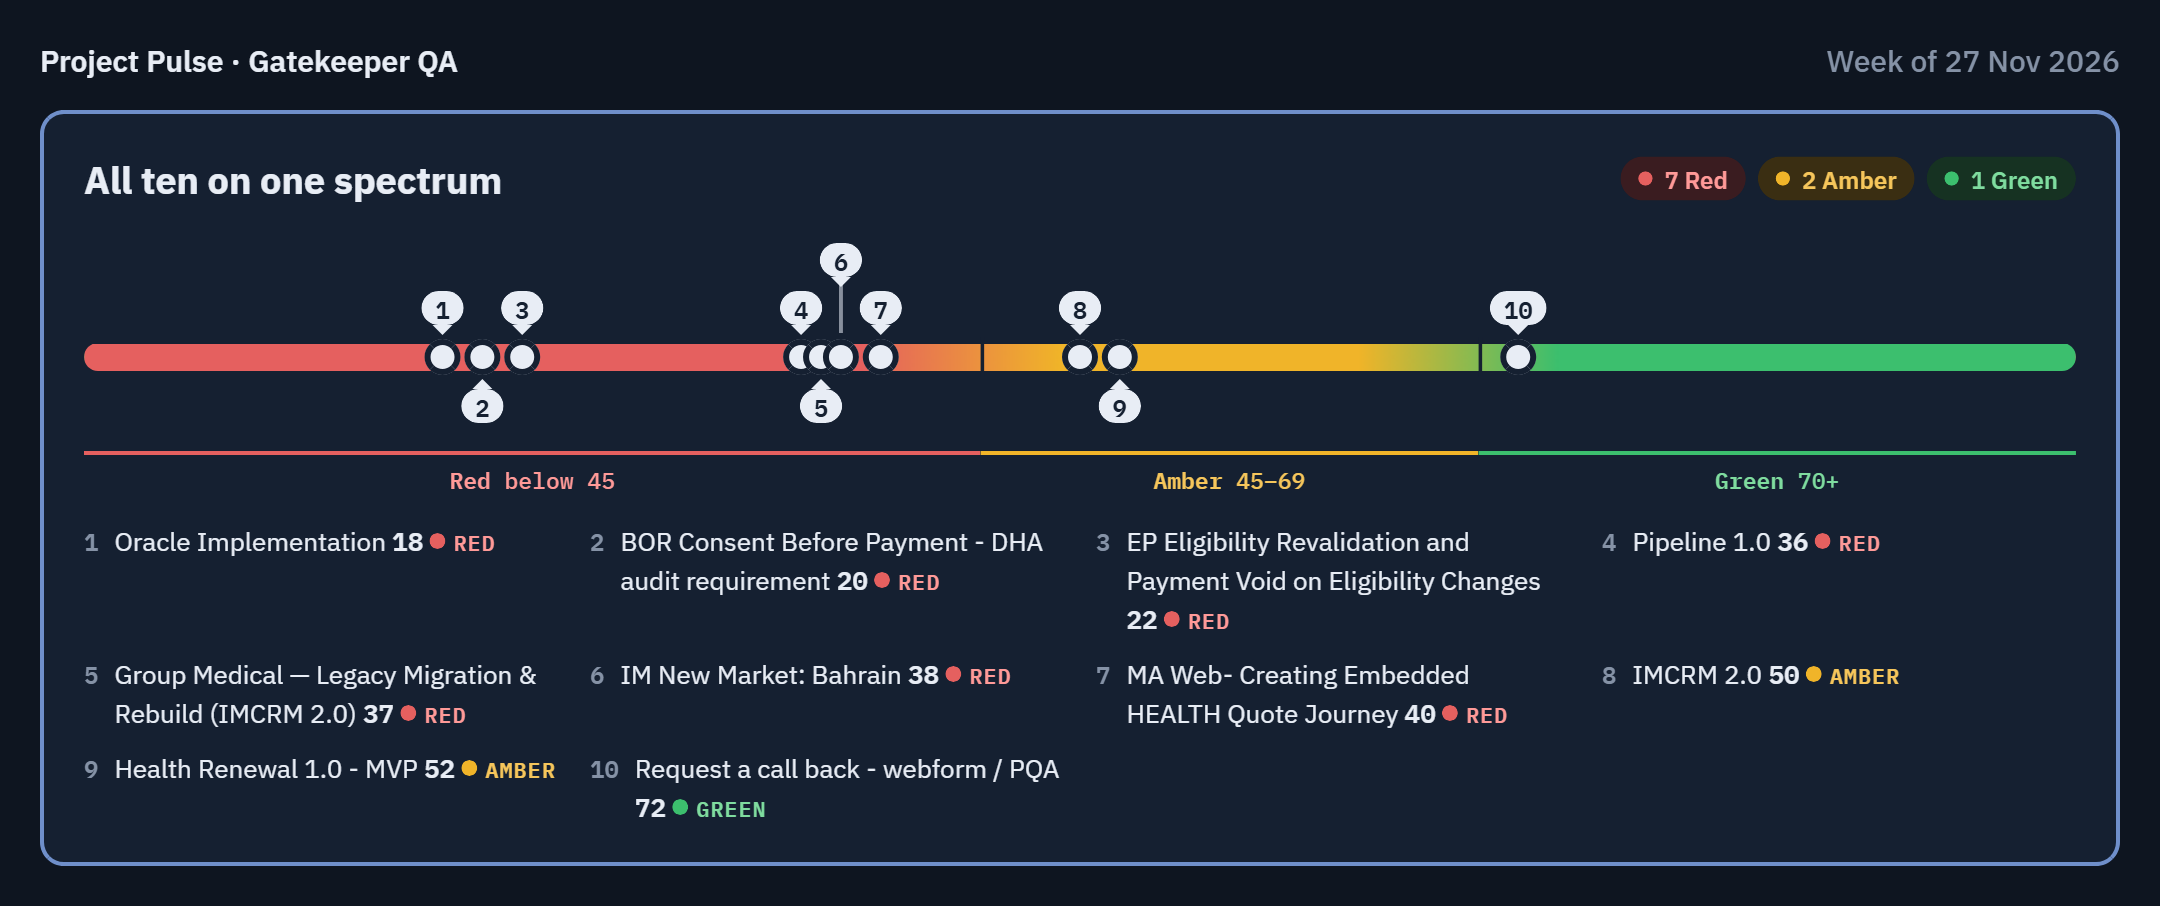 Project Pulse · Gatekeeper QA
Week of 27 Nov 2026
All ten on one spectrum
7 Red
2 Amber
1 Green
6
1
3
4
7
8
10
2
5
9
Red below 45
Amber 45–69
Green 70+
1 Oracle Implementation 18 RED
2 BOR Consent Before Payment - DHA
audit requirement 20 RED
3 EP Eligibility Revalidation and
Payment Void on Eligibility Changes
22 RED
4 Pipeline 1.0 36 RED
5 Group Medical — Legacy Migration &
Rebuild (IMCRM 2.0) 37 RED
6 IM New Market: Bahrain 38 RED
7 MA Web- Creating Embedded
HEALTH Quote Journey 40 RED
8 IMCRM 2.0 50 AMBER
9 Health Renewal 1.0 - MVP 52 AMBER
10 Request a call back - webform / PQA
72 GREEN